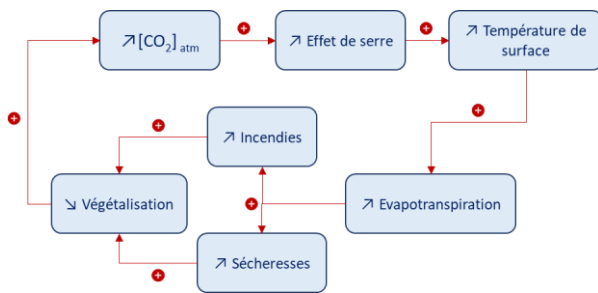 ↗[CO₂] atm
↗ Effet de serre
↗ Température de
surface
↗ Incendies
↘ Végétalisation
↗ Evapotranspiration
↗ Sécheresses
+
+
+
+
+
+
+